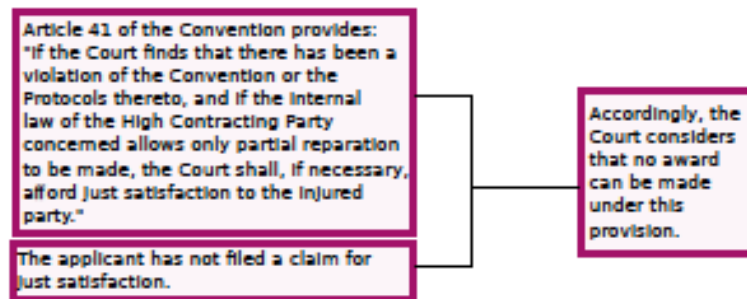 Article 41 of the Convention provides:
"If the Court finds that there has been a
violation of the Convention or the
Protocols thereto, and if the internal
law of the High Contracting Party
concerned allows only partial reparation
to be made, the Court shall, if necessary,
afford just satisfaction to the injured
party."
The applicant has not filed a claim for
just satisfaction.
Accordingly, the
Court considers
that no award
can be made
under this
provision.